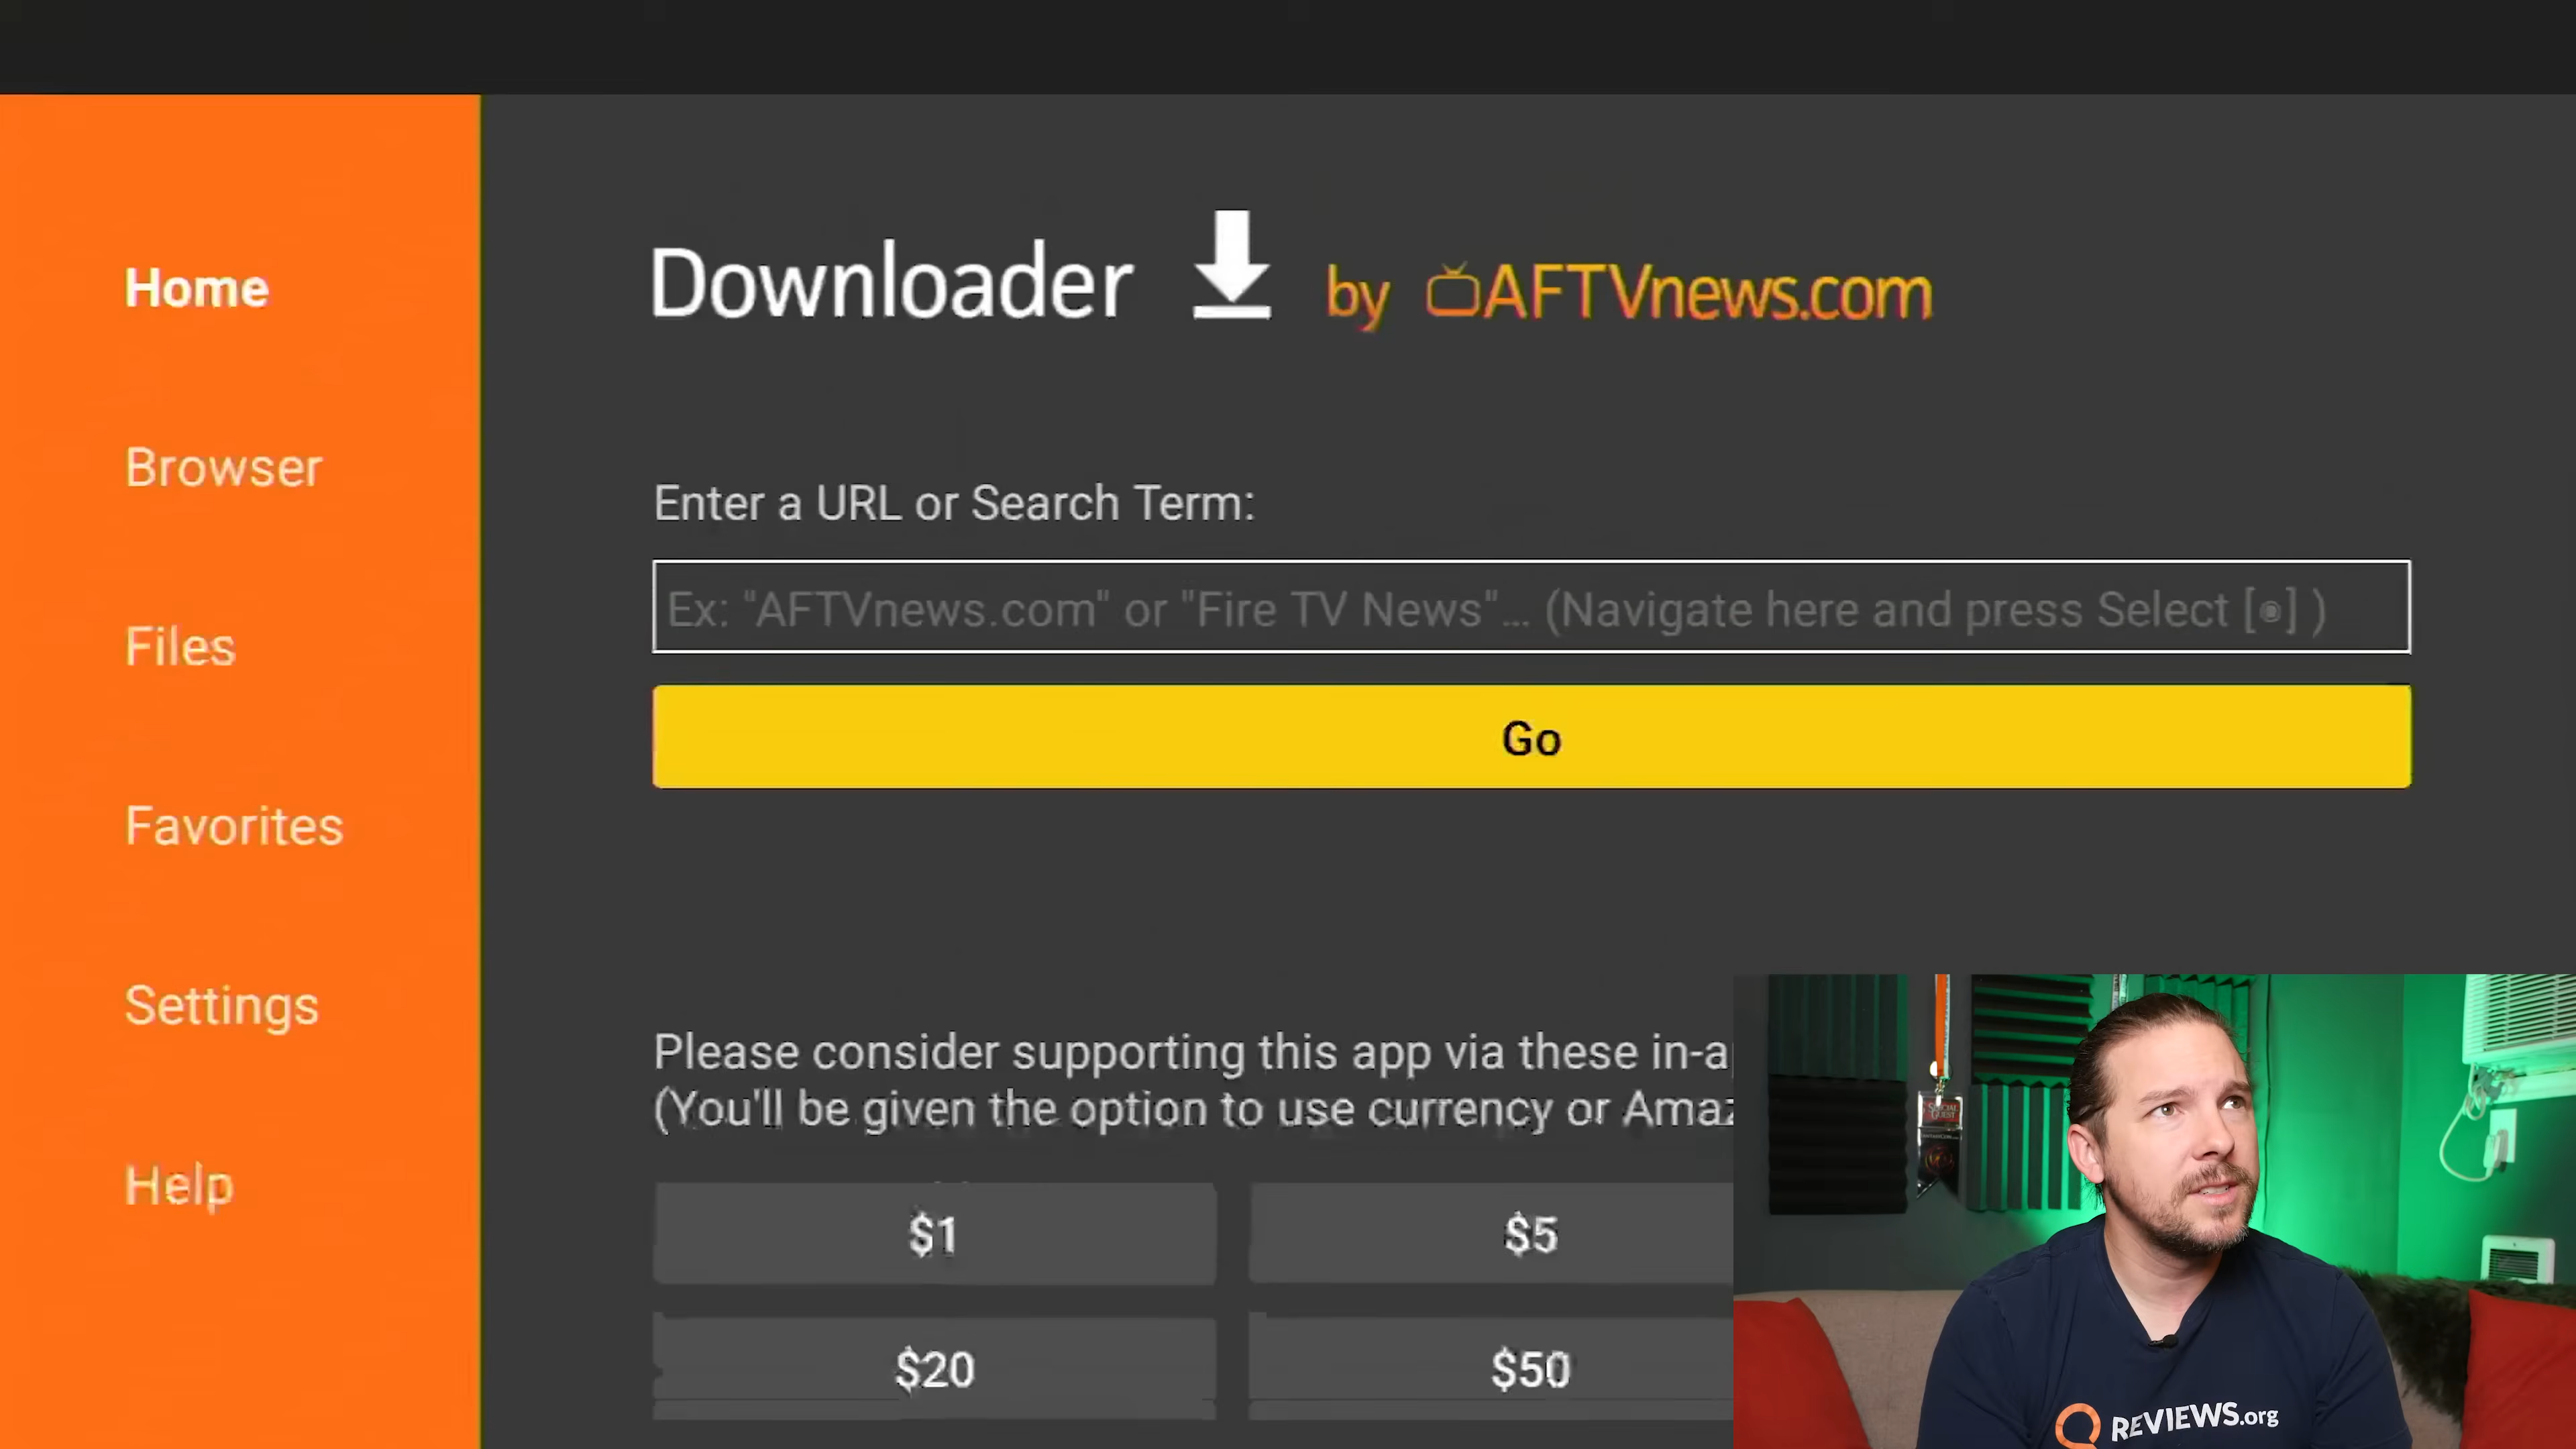 Home
Browser
Files
Favorites
Settings
Help
Downloader by AFTVnews.com
Enter a URL or Search Term:
Ex: "AFTVnews.com" or "Fire TV News"... (Navigate here and press Select [◉] )
Go
Please consider supporting this app via these in-a
(You'll be given the option to use currency or Amaz
$1
$5
$20
$50
SPECIAL
GUEST
REVIEWS.org